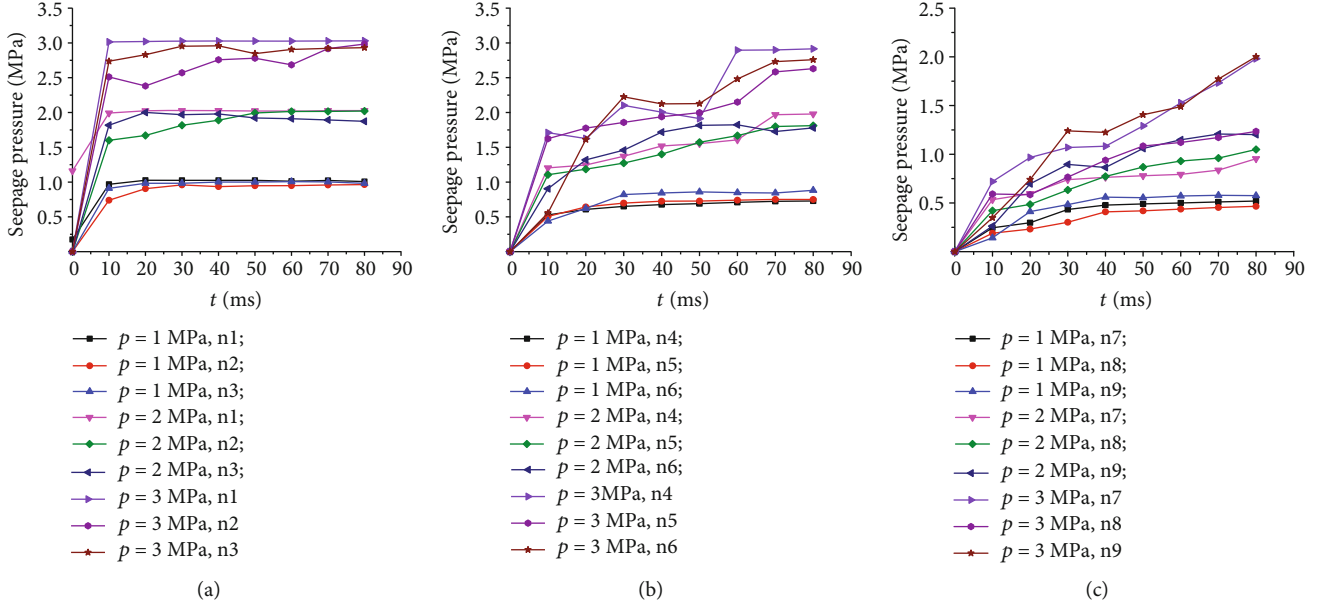 3.5
3.0
2.5
2.0
1.5
1.0
0.5
0 10 20 30 40 50 60 70 80 90
Seepage pressure (MPa)
t (ms)
p = 1 MPa, n1;
p = 1 MPa, n2;
p = 1 MPa, n3;
p = 2 MPa, n1;
p = 2 MPa, n2;
p = 2 MPa, n3;
p = 3 MPa, n1
p = 3 MPa, n2
p = 3 MPa, n3
(a)
3.5
3.0
2.5
2.0
1.5
1.0
0.5
0 10 20 30 40 50 60 70 80 90
Seepage pressure (MPa)
t (ms)
p = 1 MPa, n4;
p = 1 MPa, n5;
p = 1 MPa, n6;
p = 2 MPa, n4;
p = 2 MPa, n5;
p = 2 MPa, n6;
p = 3MPa, n4
p = 3 MPa, n5
p = 3 MPa, n6
(b)
2.5
2.0
1.5
1.0
0.5
0
0 10 20 30 40 50 60 70 80 90
Seepage pressure (MPa)
t (ms)
p = 1 MPa, n7;
p = 1 MPa, n8;
p = 1 MPa, n9;
p = 2 MPa, n7;
p = 2 MPa, n8;
p = 2 MPa, n9;
p = 3 MPa, n7
p = 3 MPa, n8
p = 3 MPa, n9
(c)